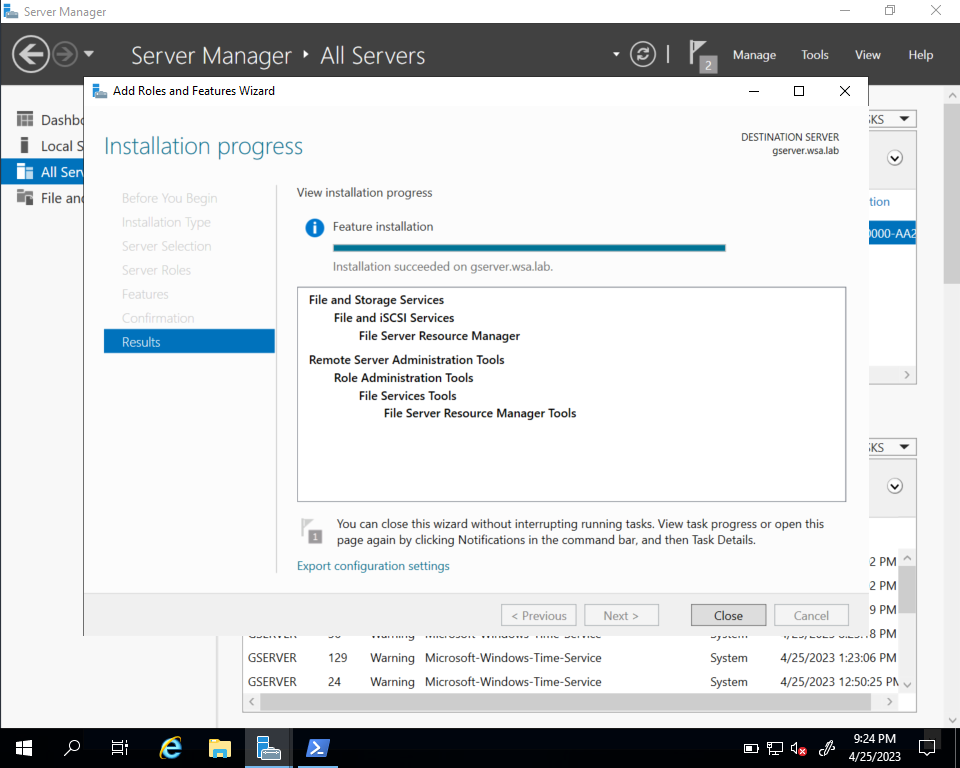 Server Manager
Server Manager • All Servers
2
Manage
Tools
View
Help
Add Roles and Features Wizard
Installation progress
DESTINATION SERVER
gserver.wsa.lab
Before You Begin
Installation Type
Server Selection
Server Roles
Features
Confirmation
Results
View installation progress
Feature installation
Installation succeeded on gserver.wsa.lab.
File and Storage Services
File and iSCSI Services
File Server Resource Manager
Remote Server Administration Tools
Role Administration Tools
File Services Tools
File Server Resource Manager Tools
1
You can close this wizard without interrupting running tasks. View task progress or open this
page again by clicking Notifications in the command bar, and then Task Details.
Export configuration settings
< Previous
Next >
Close
Cancel
Dashb
Local S
All Ser
File and
KS
tion
0000-AA2
KS
2 PM
2 PM
9 PM
8 PM
GSERVER 129 Warning Microsoft-Windows-Time-Service System 4/25/2023 1:23:06 PM
GSERVER 24 Warning Microsoft-Windows-Time-Service System 4/25/2023 12:50:25 PM
9:24 PM
4/25/2023